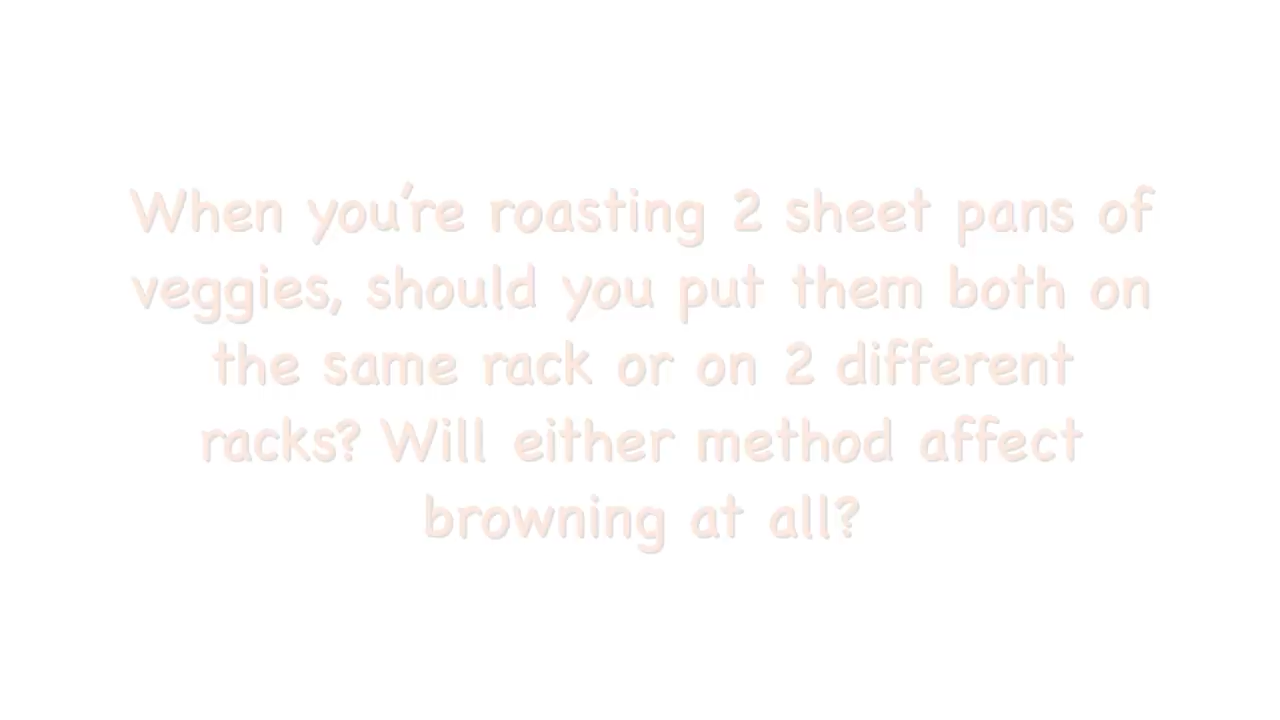 When you’re roasting 2 sheet pans of
veggies, should you put them both on
the same rack or on 2 different
racks? Will either method affect
browning at all?